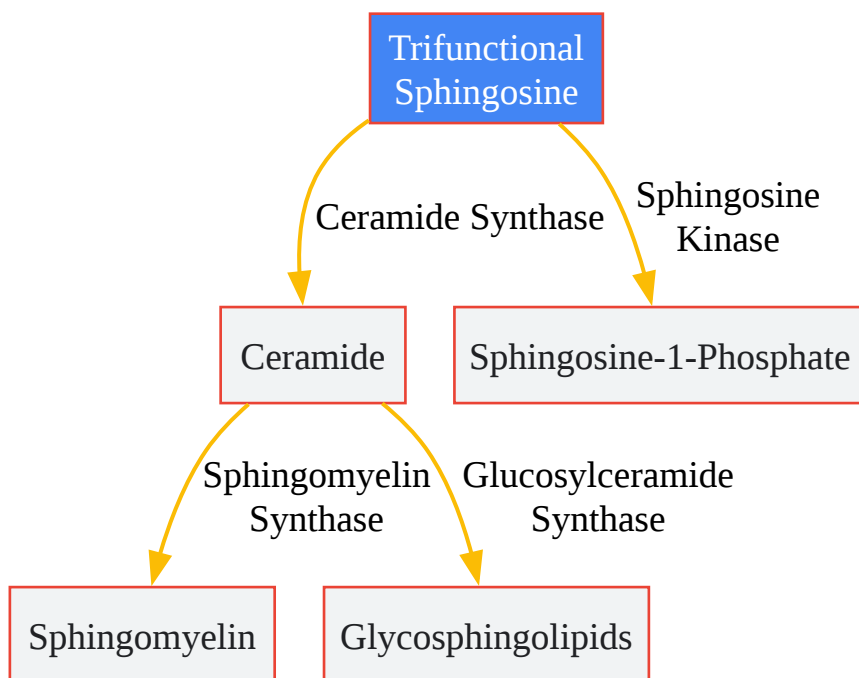 Trifunctional
Sphingosine
Ceramide Synthase
Sphingosine
Kinase
Ceramide
Sphingosine-1-Phosphate
Sphingomyelin
Synthase
Glucosylceramide
Synthase
Sphingomyelin
Glycosphingolipids